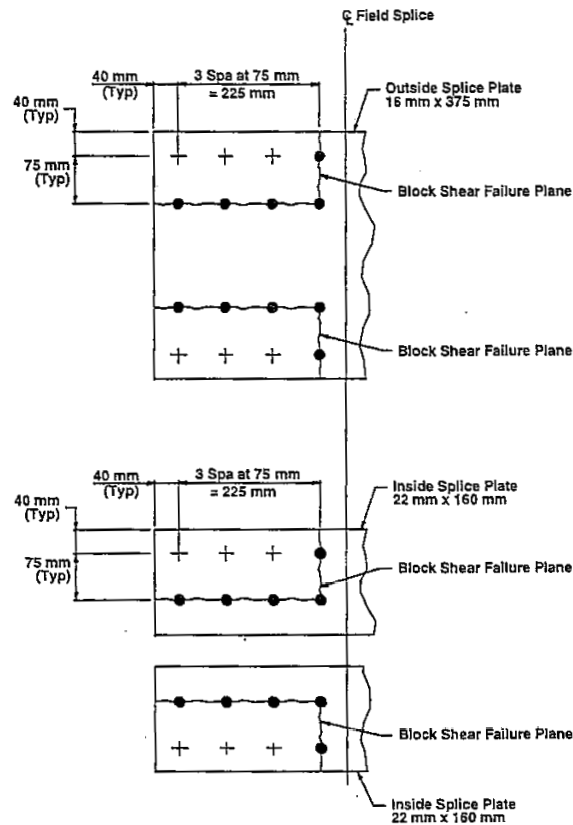 ℄ Field Splice
40 mm
(Typ)
3 Spa at 75 mm
= 225 mm
Outside Splice Plate
16 mm x 375 mm
40 mm
(Typ)
75 mm
(Typ)
Block Shear Failure Plane
Block Shear Failure Plane
40 mm
(Typ)
3 Spa at 75 mm
= 225 mm
Inside Splice Plate
22 mm x 160 mm
40 mm
(Typ)
75 mm
(Typ)
Block Shear Failure Plane
Block Shear Failure Plane
Inside Splice Plate
22 mm x 160 mm